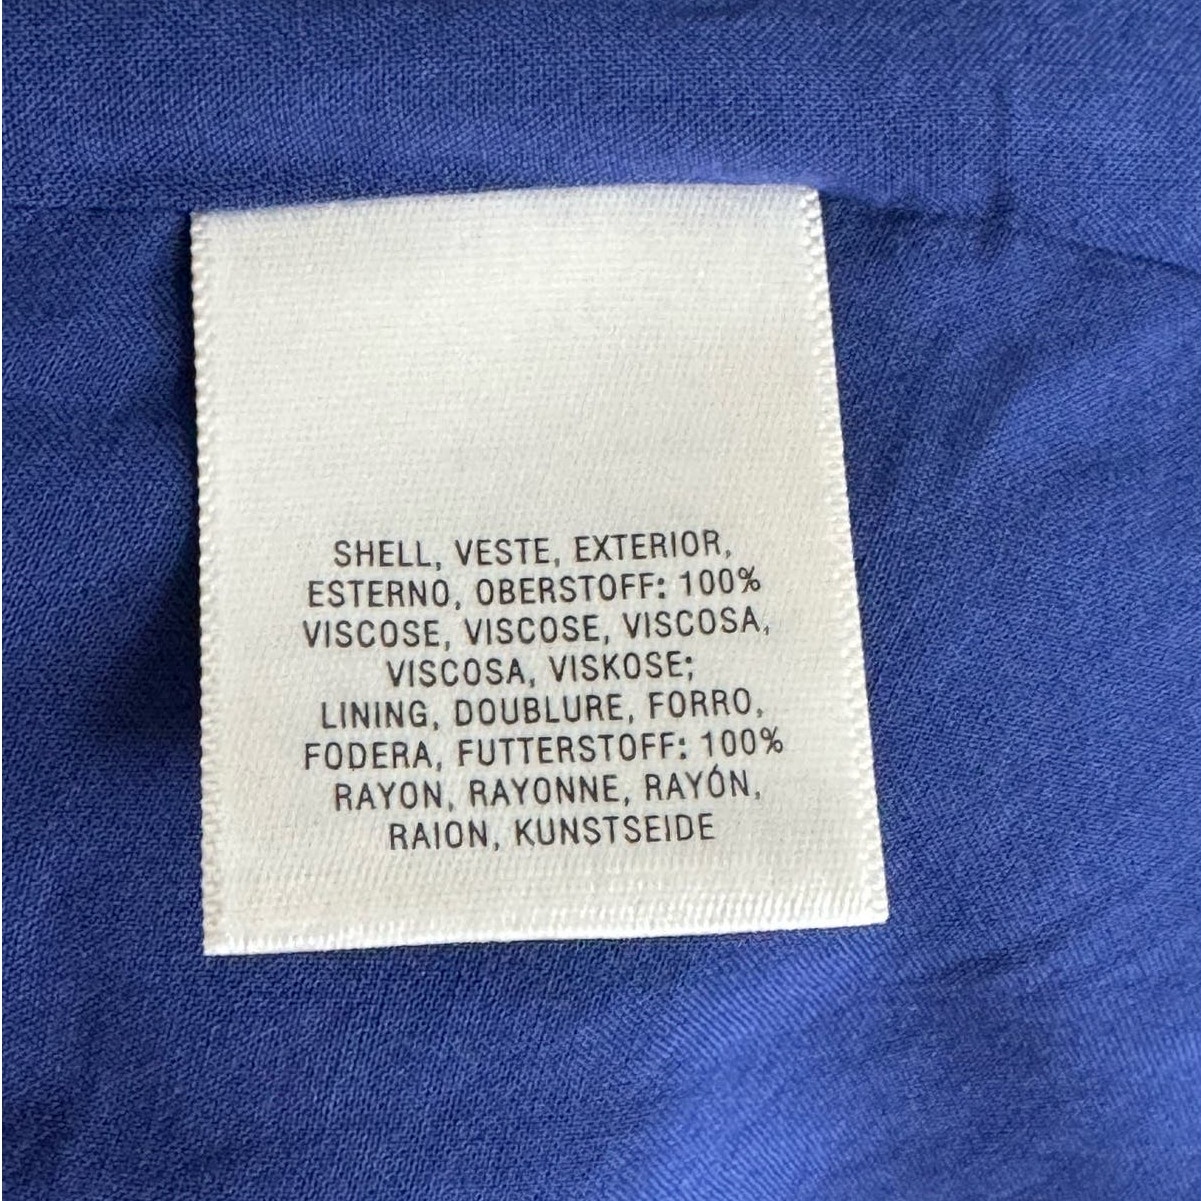 SHELL, VESTE, EXTERIOR,
ESTERNO, OBERSTOFF: 100%
VISCOSE, VISCOSE, VISCOSA,
VISCOSA, VISKOSE;
LINING, DOUBLURE, FORRO,
FODERA, FUTTERSTOFF: 100%
RAYON, RAYONNE, RAYÓN,
RAION, KUNSTSEIDE